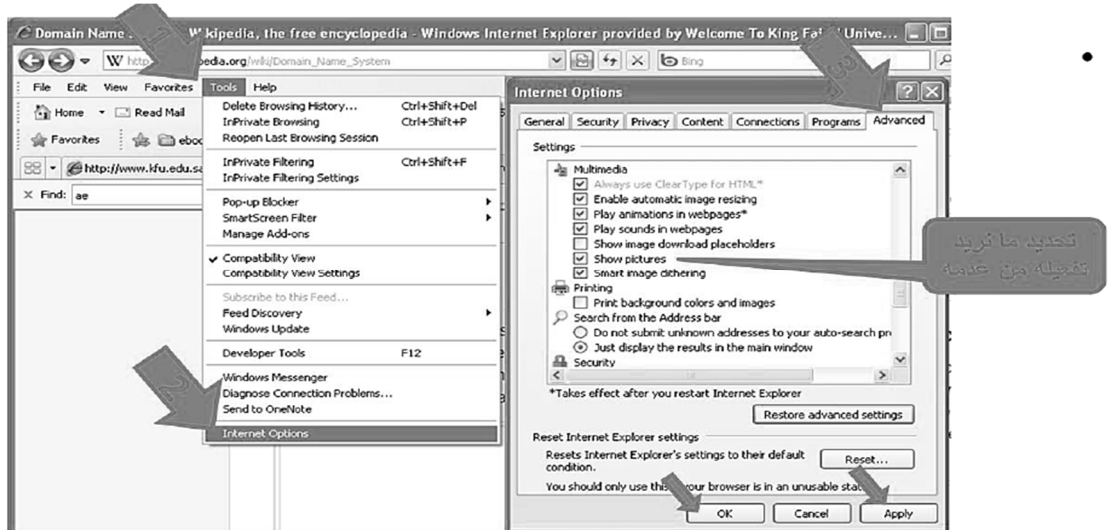 Domain Name W kipedia, the free encyclopedia - Windows Internet Explorer provided by Welcome To King Fai Unive...
http pedia.org/wiki/Domain_Name_System
Bing
File Edit View Favorites Tools Help
Home Read Mail
Favorites eboo
http://www.kfu.edu.sa
Find: ae
1
Delete Browsing History... Ctrl+Shift+Del
InPrivate Browsing Ctrl+Shift+P
Reopen Last Browsing Session
InPrivate Filtering Ctrl+Shift+F
InPrivate Filtering Settings
Pop-up Blocker
SmartScreen Filter
Manage Add-ons
Compatibility View
Compatibility View Settings
Subscribe to this Feed...
Feed Discovery
Windows Update
Developer Tools F12
Windows Messenger
Diagnose Connection Problems...
Send to OneNote
Internet Options
2
3
Internet Options
General Security Privacy Content Connections Programs Advanced
Settings
Multimedia
Always use ClearType for HTML*
Enable automatic image resizing
Play animations in webpages*
Play sounds in webpages
Show image download placeholders
Show pictures
Smart image dithering
Printing
Print background colors and images
Search from the Address bar
Do not submit unknown addresses to your auto-search pro
Just display the results in the main window
Security
*Takes effect after you restart Internet Explorer
Restore advanced settings
Reset Internet Explorer settings
Resets Internet Explorer's settings to their default
condition.
Reset...
You should only use this your browser is in an unusable stat
OK Cancel Apply
تحديد ما نريد
تفعيله من عدمه